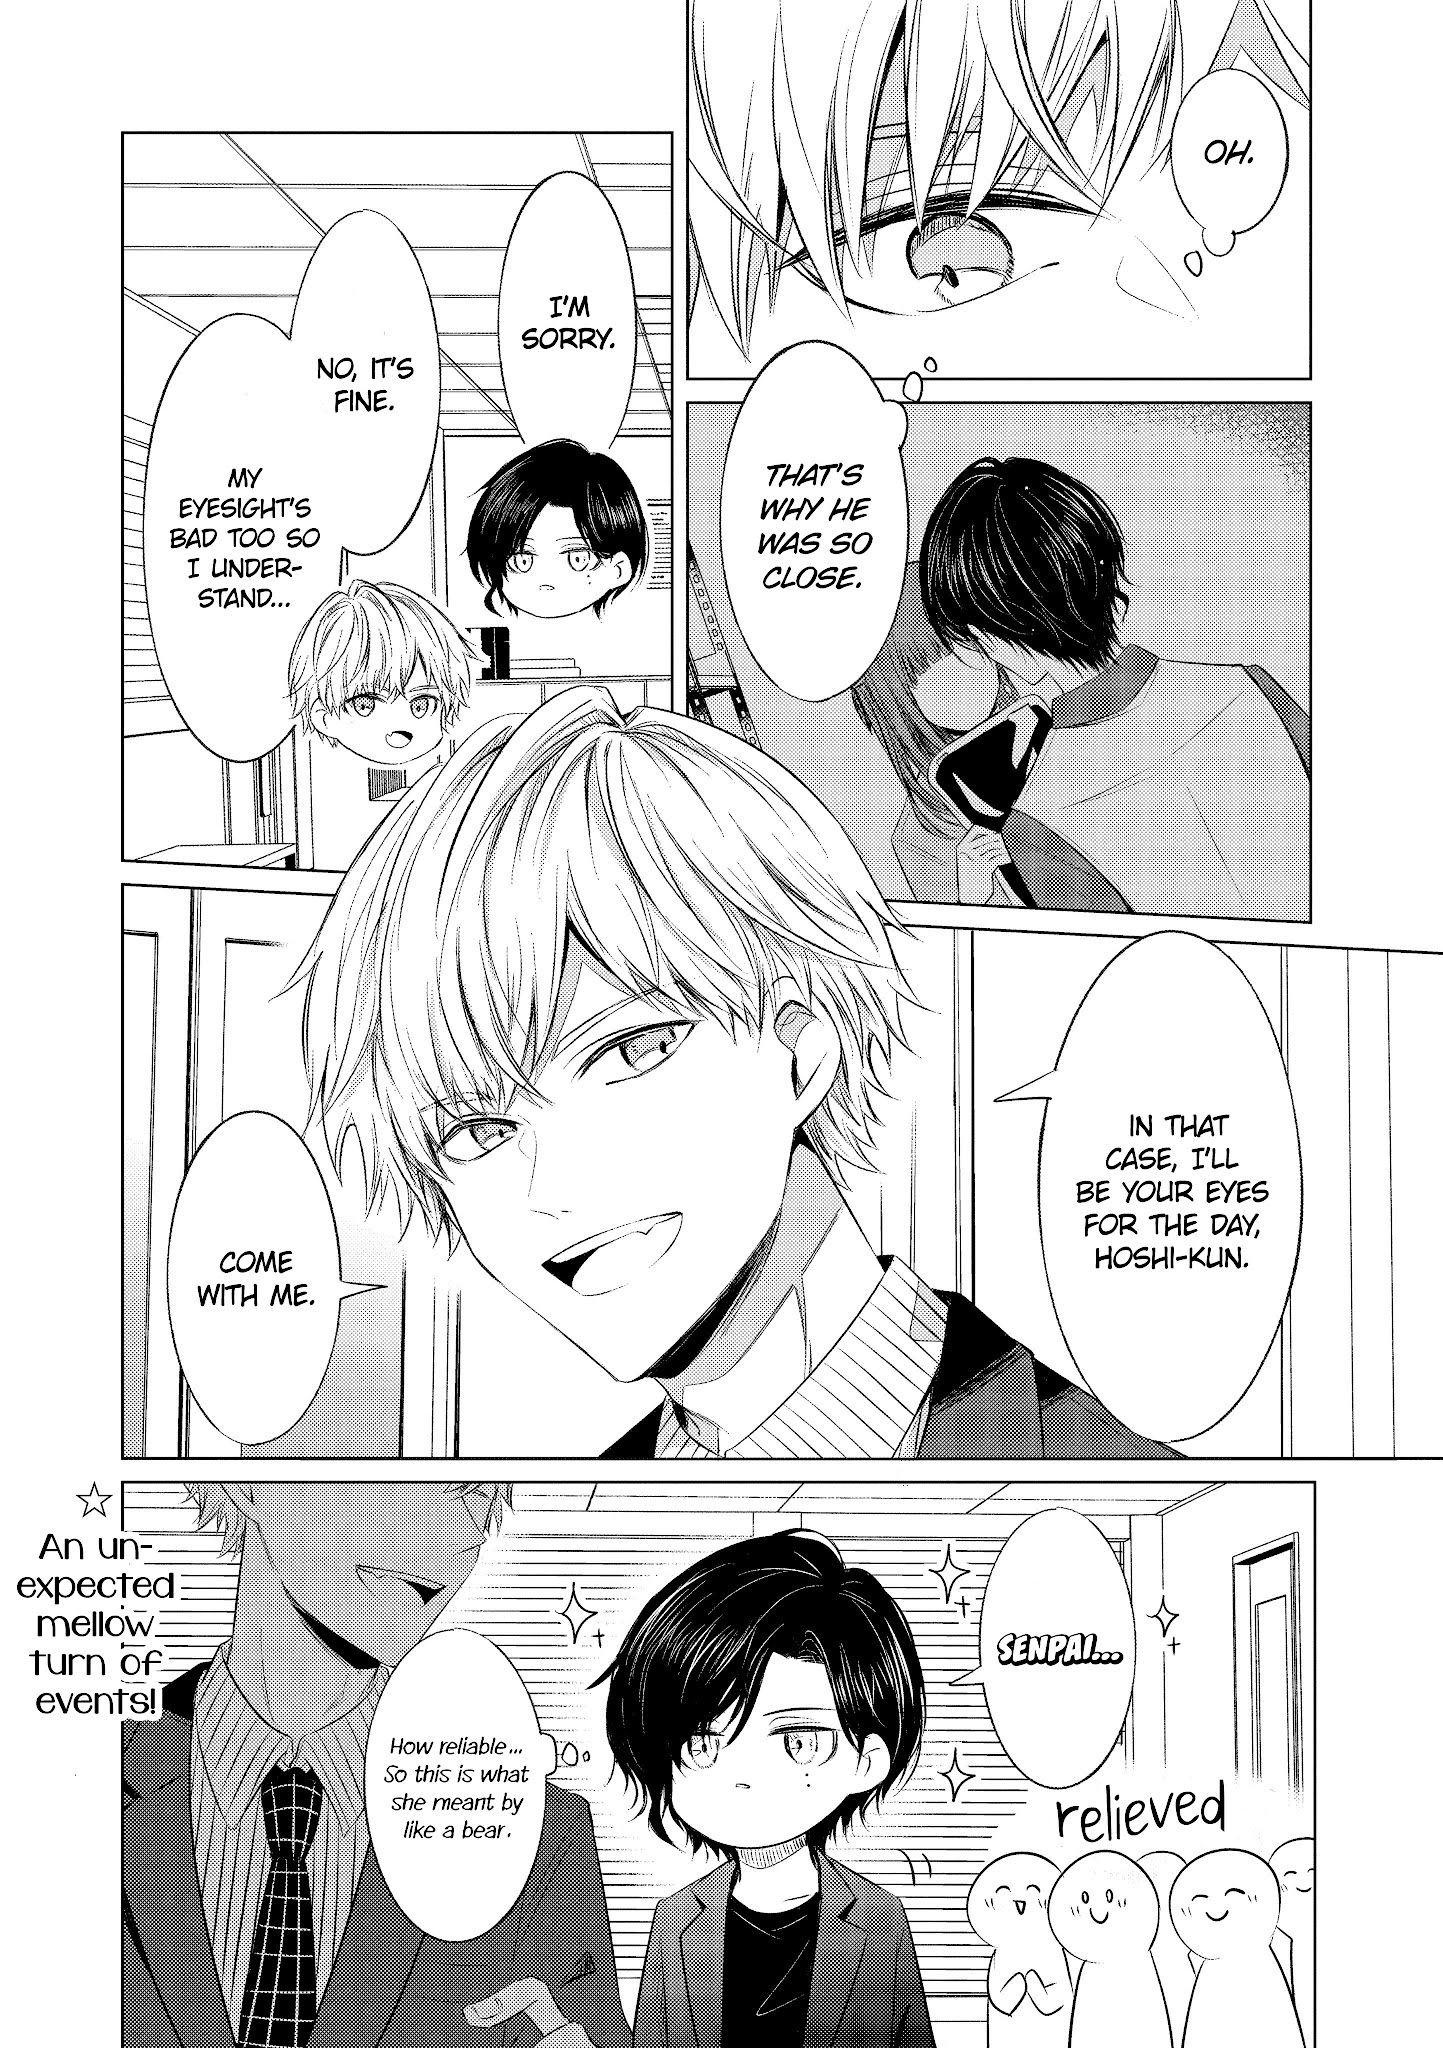 OH.
THAT'S
WHY HE
WAS SO
CLOSE.
I'M
SORRY.
NO, IT'S
FINE.
MY
EYESIGHT'S
BAD TOO SO
I UNDER-
STAND...
IN THAT
CASE, I'LL
BE YOUR EYES
FOR THE DAY,
HOSHI-KUN.
COME
WITH ME.
SENPAI...
relieved
How reliable...
So this is what
she meant by
like a bear.
☆
An un-
expected
mellow
turn of
events!